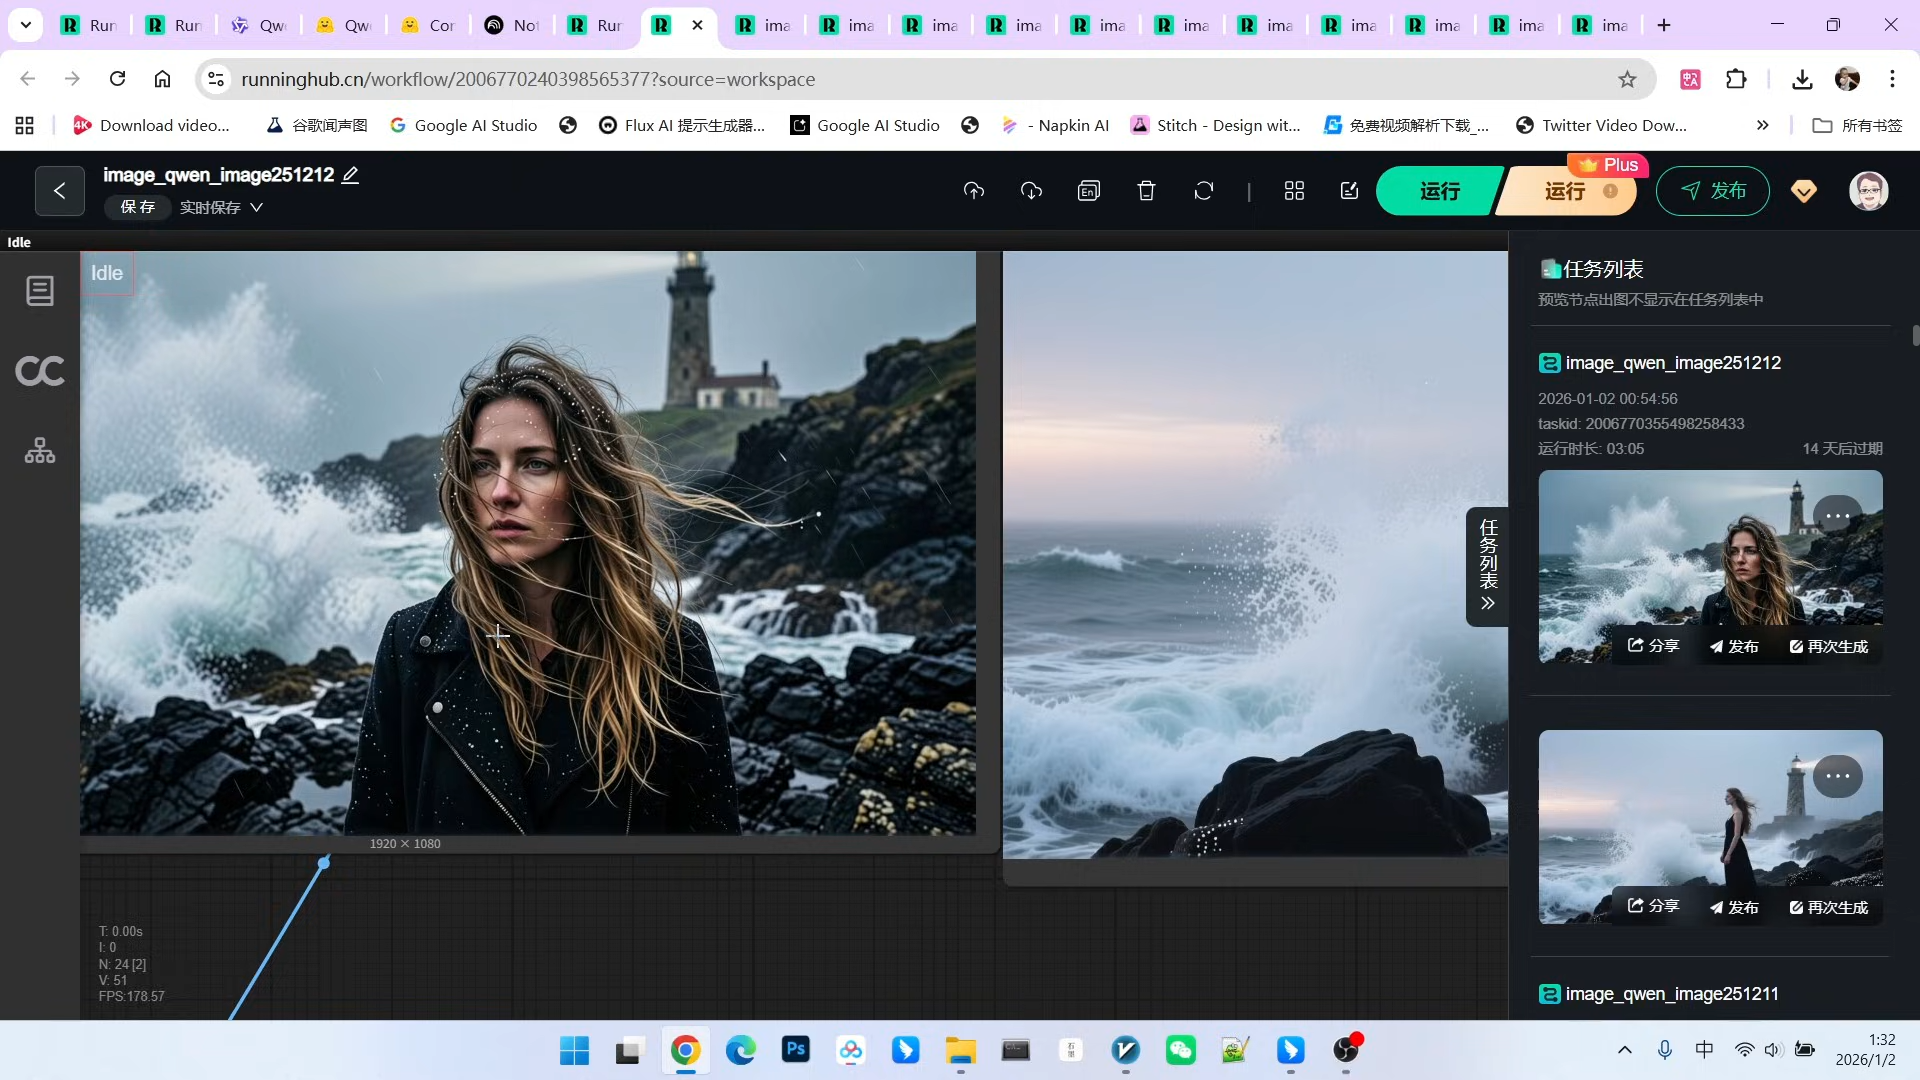 Run
Run
Qwe
Qwe
Cor
Not
Run
ima
ima
ima
ima
ima
ima
ima
ima
ima
ima
ima
runninghub.cn/workflow/2006770240398565377?source=workspace
Download video...
谷歌闻声图
Google AI Studio
Flux AI 提示生成器...
Google AI Studio
- Napkin AI
Stitch - Design wit...
免费视频解析下载_...
Twitter Video Dow...
所有书签
image_qwen_image251212
保存
实时保存
En
运行
运行
Plus
发布
Idle
Idle
CC
1920 × 1080
T: 0.00s
I: 0
N: 24 [2]
V: 51
FPS:178.57
任务列表
任务列表
预览节点出图不显示在任务列表中
image_qwen_image251212
2026-01-02 00:54:56
taskid: 2006770355498258433
运行时长: 03:05
14 天后过期
分享
发布
再次生成
分享
发布
再次生成
image_qwen_image251211
Ps
中
1:32
2026/1/2